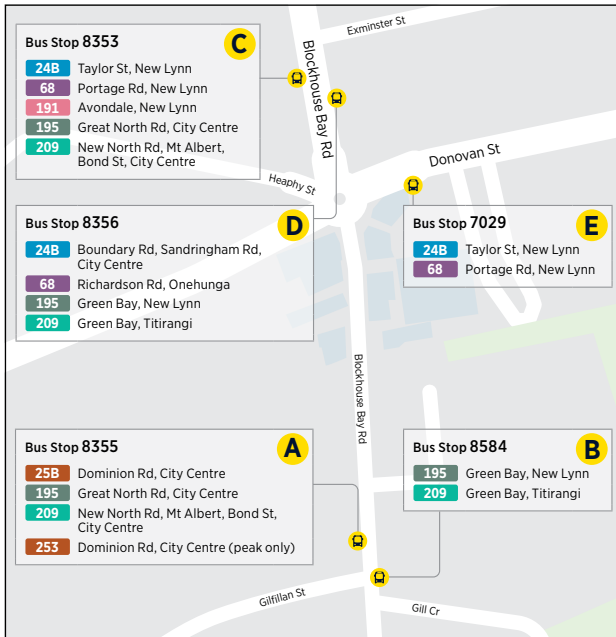 Exminster St
Bus Stop 8353
C
24B Taylor St, New Lynn
68 Portage Rd, New Lynn
191 Avondale, New Lynn
195 Great North Rd, City Centre
209 New North Rd, Mt Albert,
Bond St, City Centre
Blockhouse Bay Rd
Donovan St
Heaphy St
Bus Stop 8356
D
24B Boundary Rd, Sandringham Rd,
City Centre
68 Richardson Rd, Onehunga
195 Green Bay, New Lynn
209 Green Bay, Titirangi
Bus Stop 7029
E
24B Taylor St, New Lynn
68 Portage Rd, New Lynn
Blockhouse Bay Rd
Bus Stop 8355
A
25B Dominion Rd, City Centre
195 Great North Rd, City Centre
209 New North Rd, Mt Albert, Bond St,
City Centre
253 Dominion Rd, City Centre (peak only)
Bus Stop 8584
B
195 Green Bay, New Lynn
209 Green Bay, Titirangi
Gilfillan St
Gill Cr